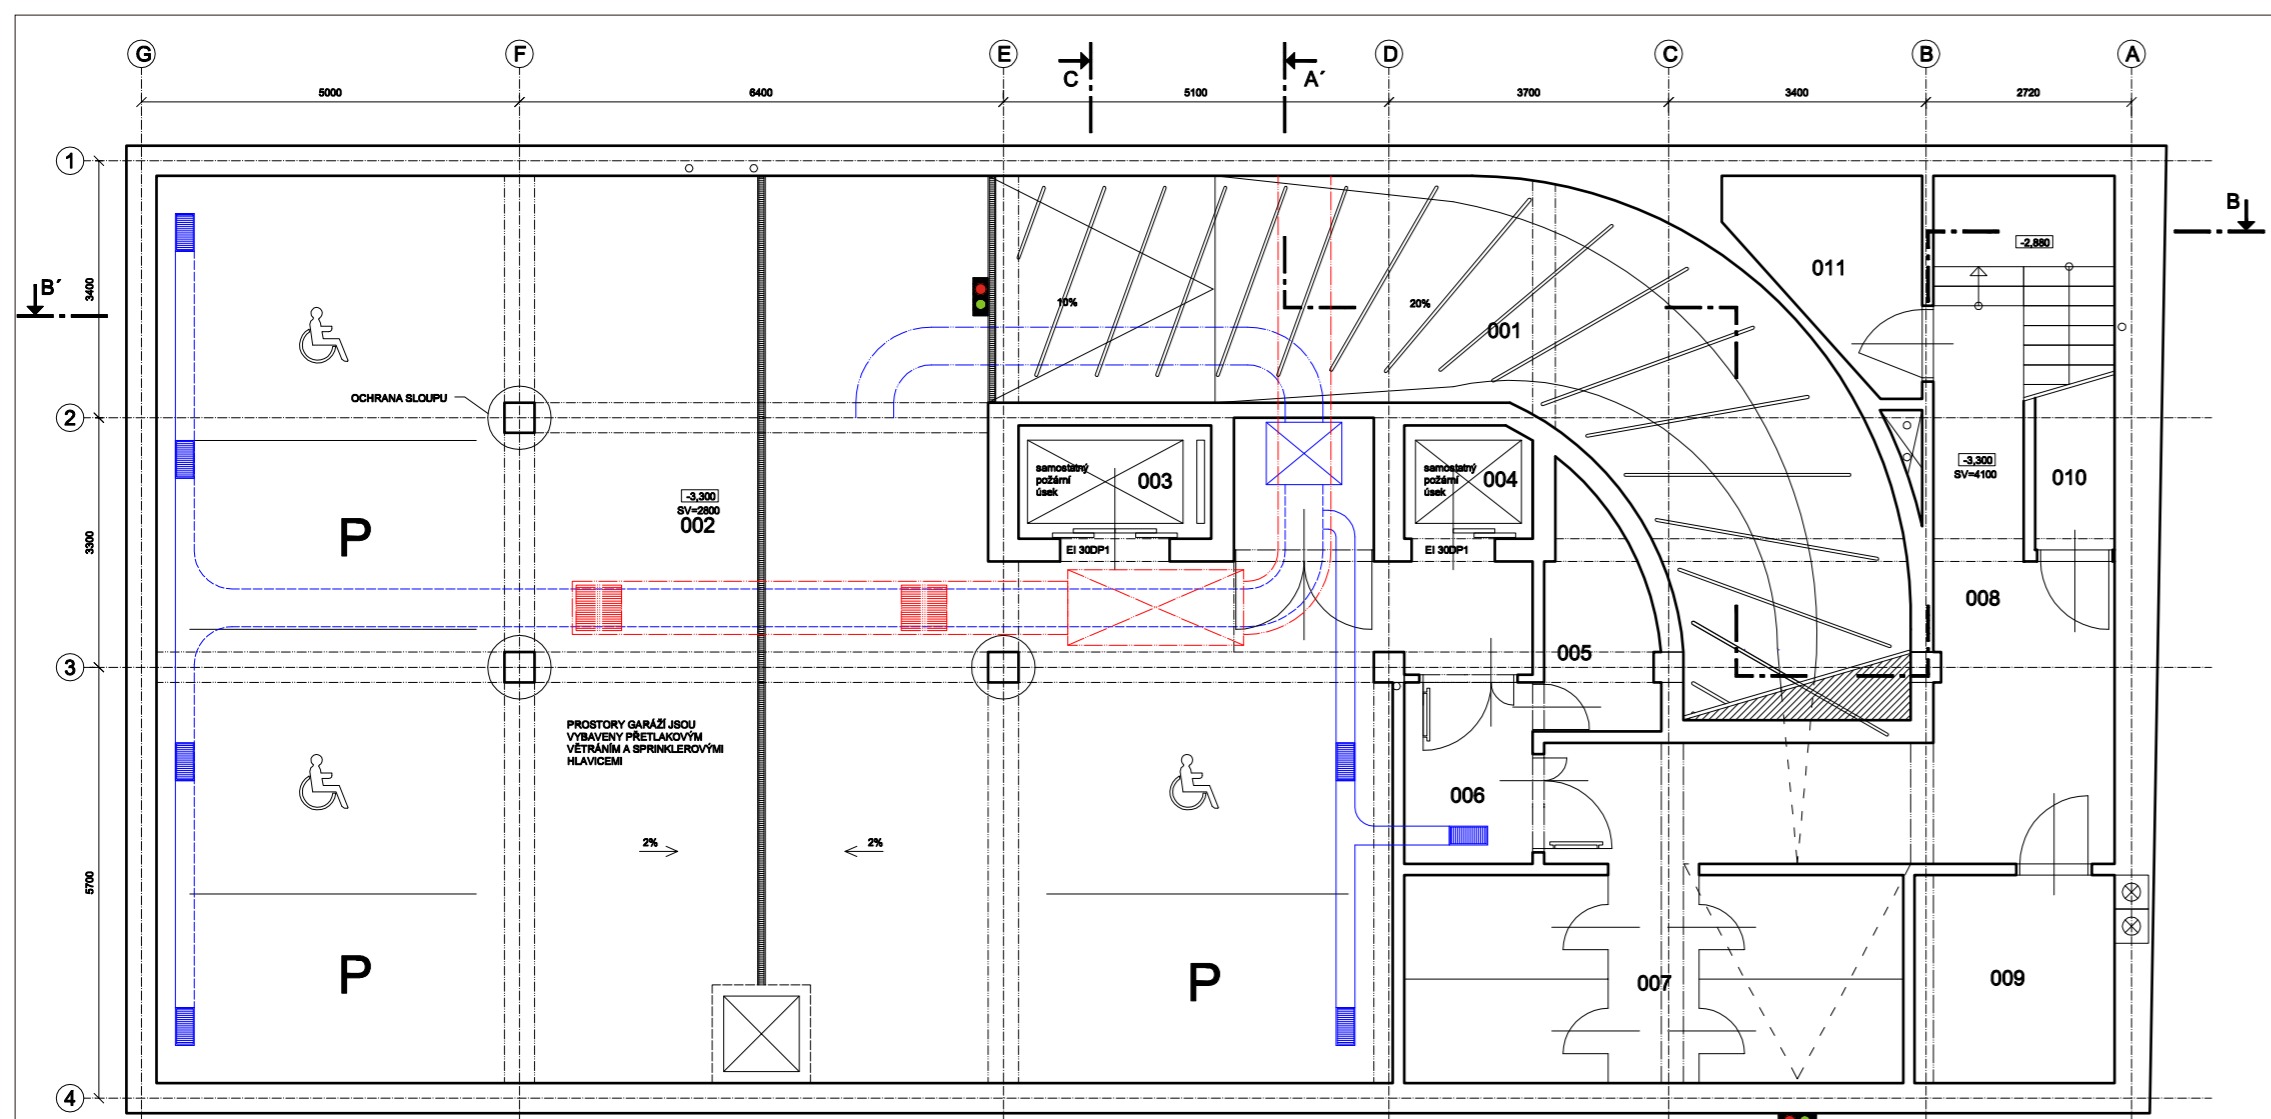 G
F
E
D
C
B
A
C
A´
5000
6400
5100
3700
3400
2720
1
B
-2,880
011
B´
3400
10%
20%
001
OCHRANA SLOUPU
2
samostatný
požární
úsek
003
samostatný
požární
úsek
004
-3,300
SV=4100
010
-3,300
SV=2800
002
P
3300
EI 30DP1
EI 30DP1
008
005
3
PROSTORY GARÁŽÍ JSOU
VYBAVENY PŘETLAKOVÝM
VĚTRÁNÍM A SPRINKLEROVÝMI
HLAVICEMI
006
2%
2%
5700
P
P
007
009
4